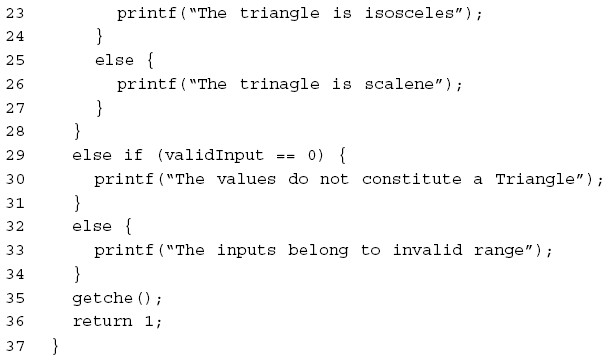 23 printf(“The triangle is isosceles”);
24 }
25 else {
26 printf(“The trinagle is scalene”);
27 }
28 }
29 else if (validInput == 0) {
30 printf(“The values do not constitute a Triangle”);
31 }
32 else {
33 printf(“The inputs belong to invalid range”);
34 }
35 getche();
36 return 1;
37 }